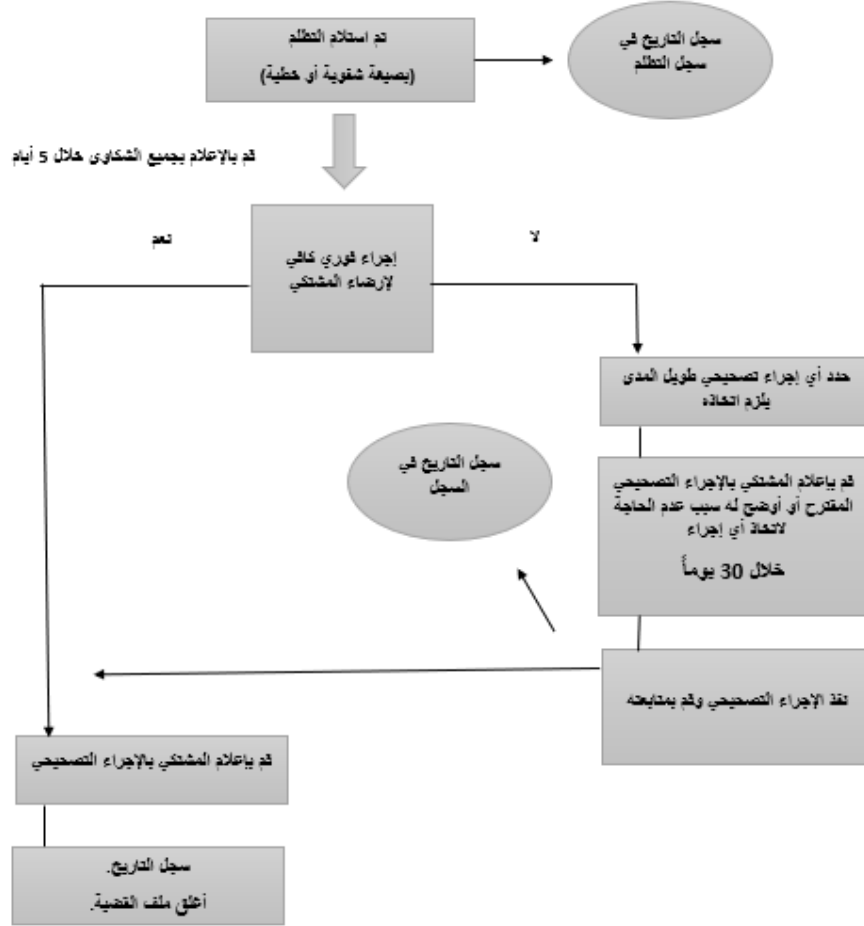 تم استلام التظلم
(بصيغة شفوية أو خطية)
سجل التاريخ في
سجل التظلم
قم بالإعلام بجميع الشكاوى خلال 5 أيام
نعم
لا
إجراء فوري كافي
لإرضاء المشتكي
حدد أي إجراء تصحيحي طويل المدى
يلزم اتخاذه
سجل التاريخ في
السجل
قم بإعلام المشتكي بالإجراء التصحيحي
المقترح أو أوضح له سبب عدم الحاجة
لاتخاذ أي إجراء
خلال 30 يوماً
نفذ الإجراء التصحيحي وقم بمتابعته
قم بإعلام المشتكي بالإجراء التصحيحي
سجل التاريخ.
أغلق ملف القضية.